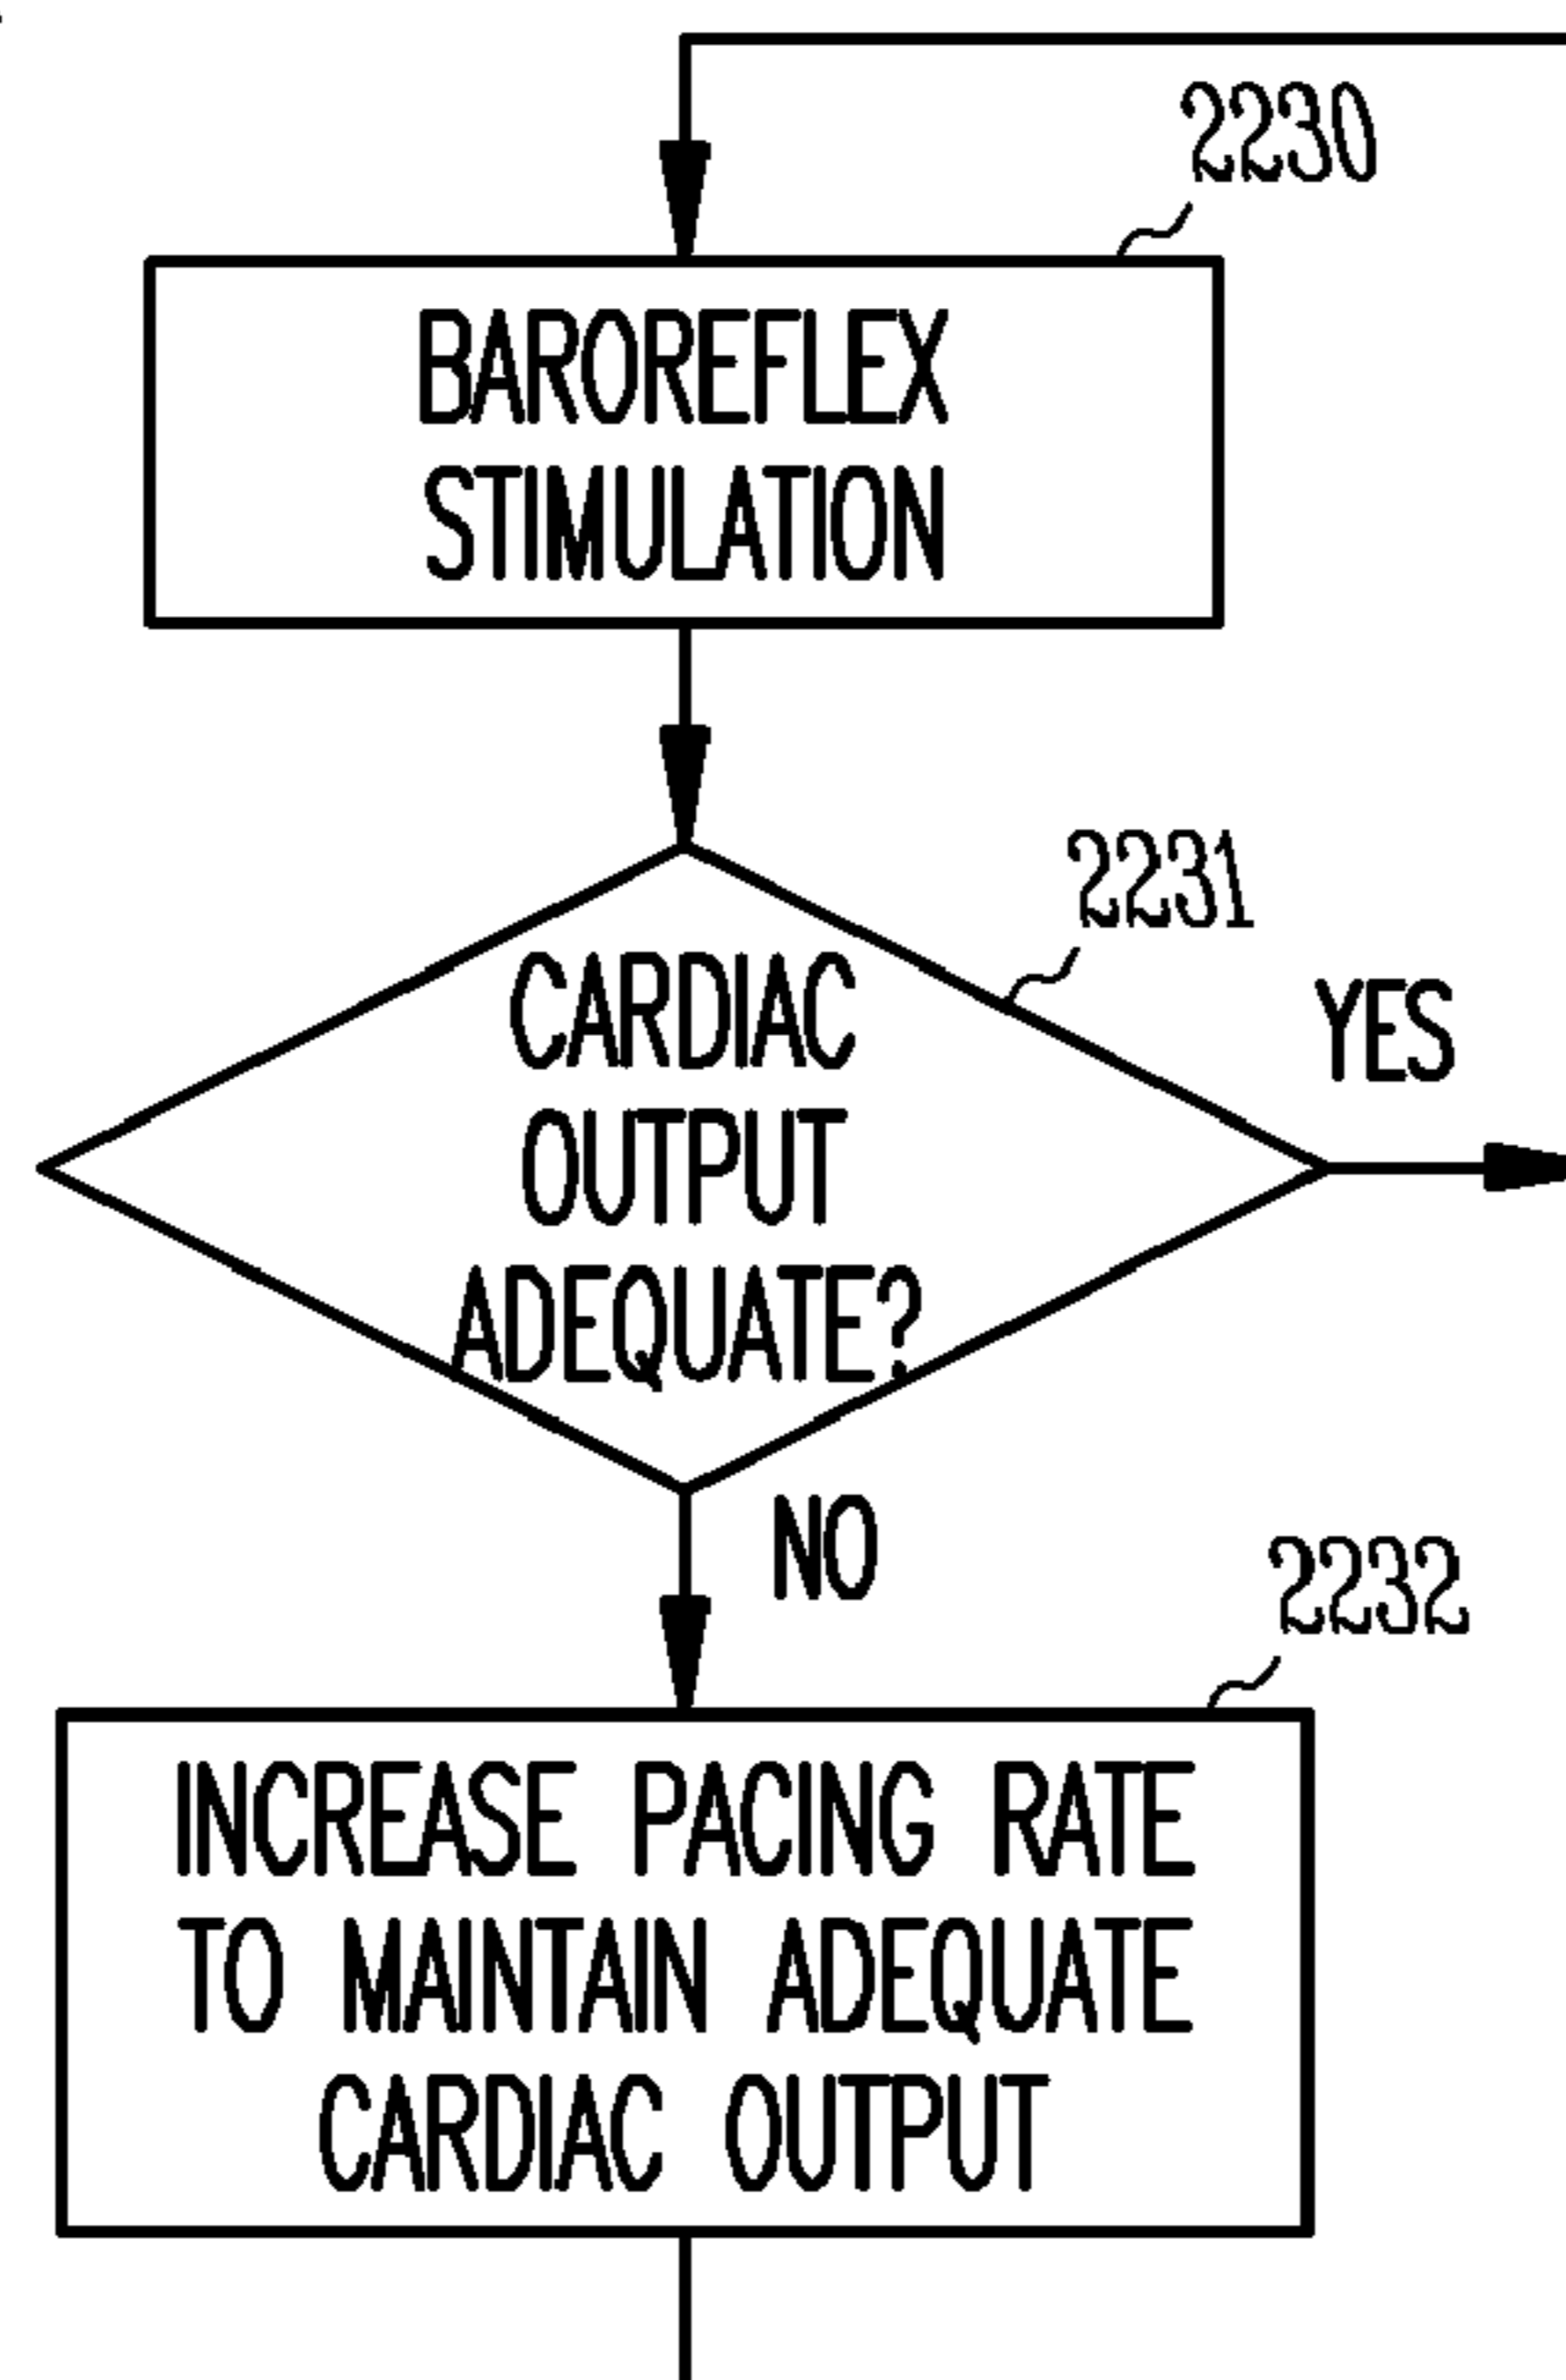 2230
BAROREFLEX
STIMULATION
2231
CARDIAC
OUTPUT
ADEQUATE?
YES
NO
2232
INCREASE PACING RATE
TO MAINTAIN ADEQUATE
CARDIAC OUTPUT